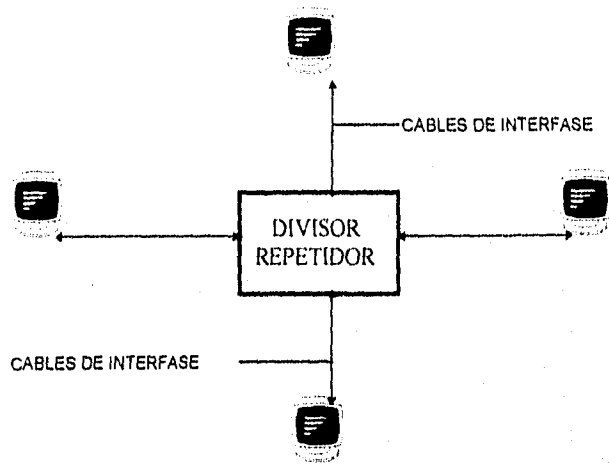 CABLES DE INTERFASE
DIVISOR
REPETIDOR
CABLES DE INTERFASE